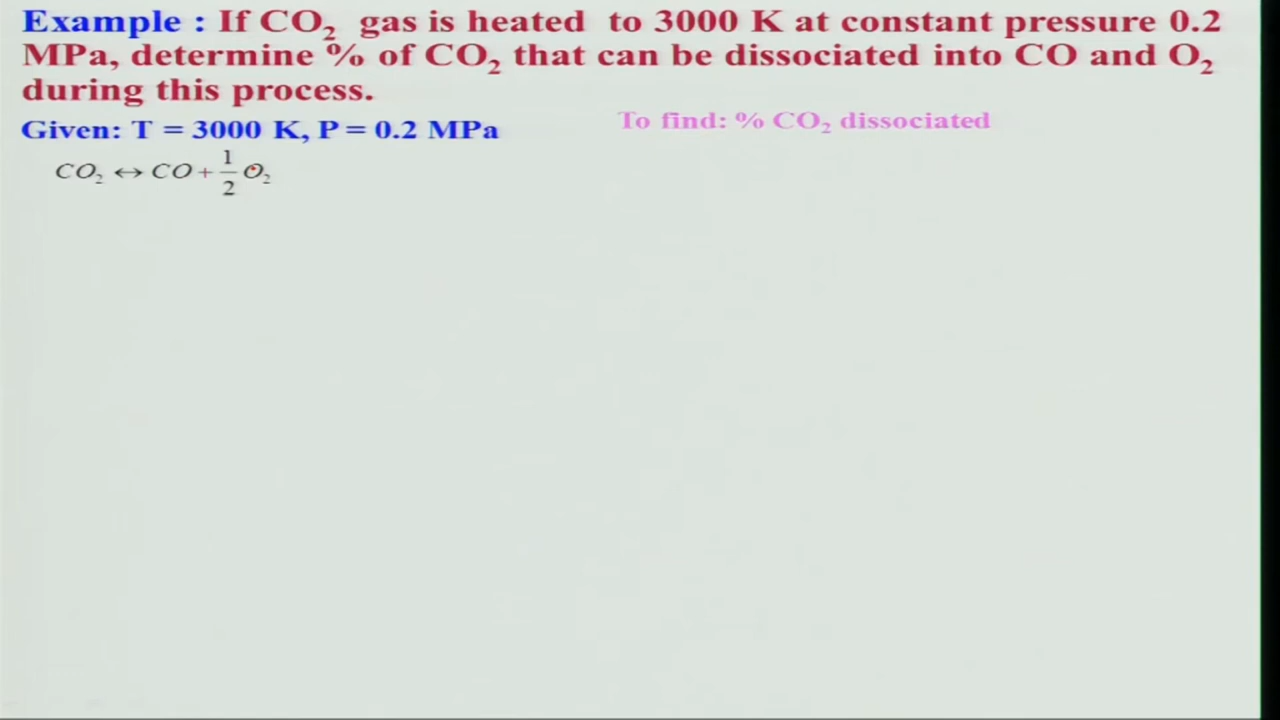 Example : If CO₂ gas is heated to 3000 K at constant pressure 0.2
MPa, determine % of CO₂ that can be dissociated into CO and O₂
during this process.
Given: T = 3000 K, P = 0.2 MPa
To find: % CO₂ dissociated
CO₂ ↔ CO + 1/2 O₂